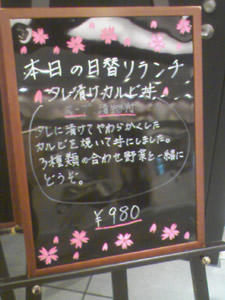 本日の日替りランチ
タレ漬けカルビ丼
タレに漬けてやわらかくした
カルビを焼いて丼にしました。
3種類の合わせ野菜と一緒に
どうぞ。
¥980